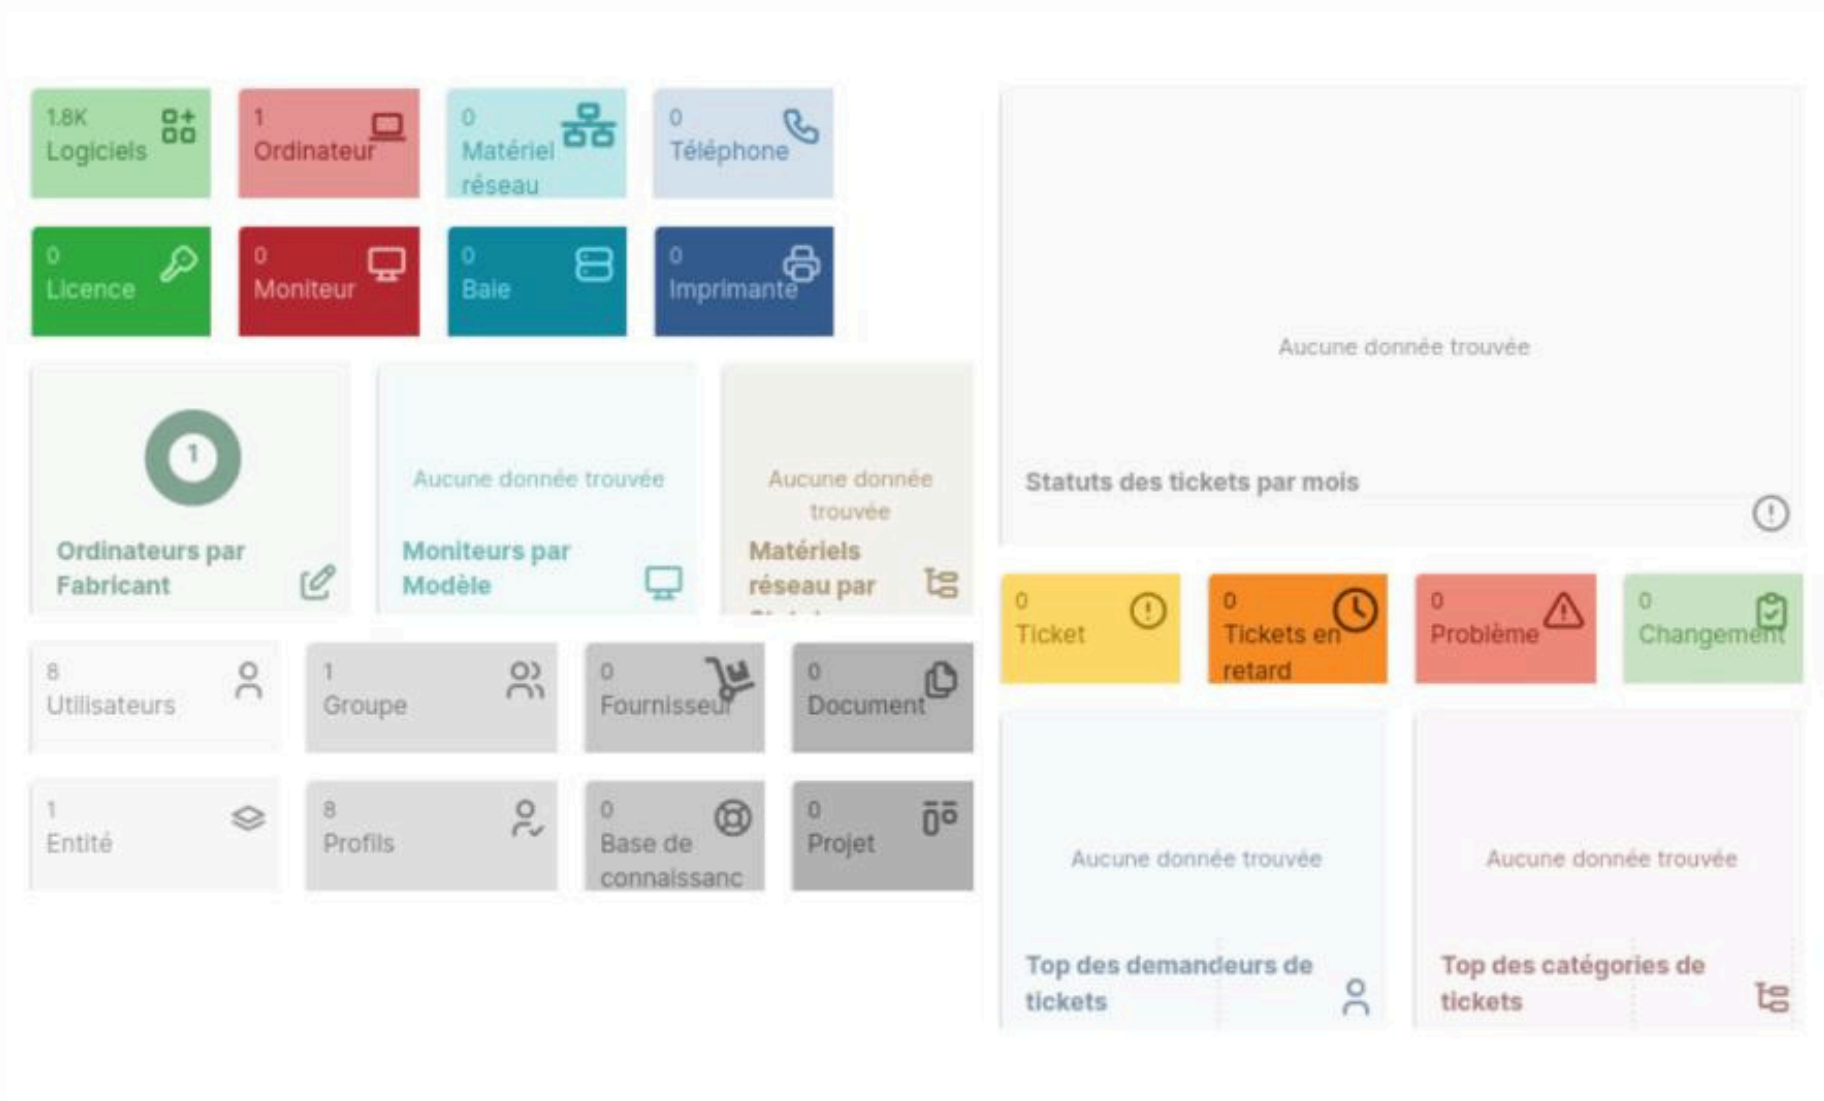 1.8K
Logiciels
1
Ordinateur
0
Matériel
réseau
0
Téléphone
0
Licence
0
Moniteur
0
Baie
0
Imprimante
1
Ordinateurs par
Fabricant
Aucune donnée trouvée
Moniteurs par
Modèle
Aucune donnée
trouvée
Matériels
réseau par
8
Utilisateurs
1
Groupe
0
Fournisseur
0
Document
1
Entité
8
Profils
0
Base de
connaissanc
0
Projet
Aucune donnée trouvée
Statuts des tickets par mois
0
Ticket
0
Tickets en
retard
0
Problème
0
Changement
Aucune donnée trouvée
Top des demandeurs de
tickets
Aucune donnée trouvée
Top des catégories de
tickets